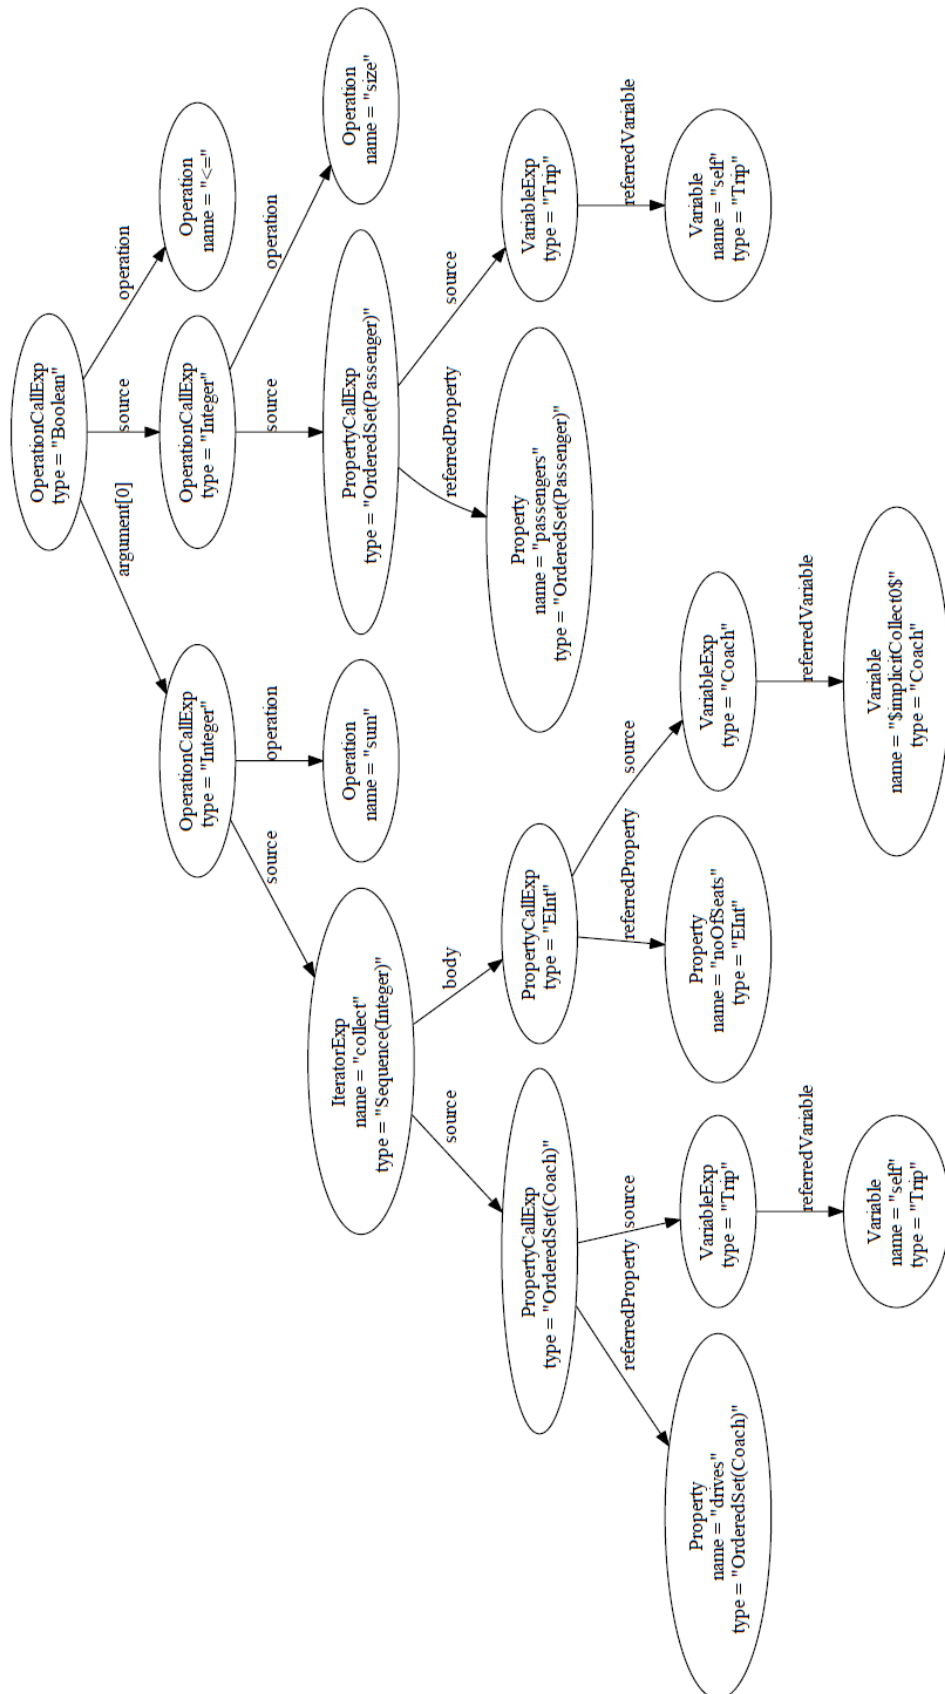 OperationCallExp
type = "Boolean"
argument[0]
source
operation
OperationCallExp
type = "Integer"
OperationCallExp
type = "Integer"
Operation
name = "<="
source
operation
source
operation
IteratorExp
name = "collect"
type = "Sequence(Integer)"
Operation
name = "sum"
PropertyCallExp
type = "OrderedSet(Passenger)"
Operation
name = "size"
source
body
referredProperty
source
PropertyCallExp
type = "OrderedSet(Coach)"
PropertyCallExp
type = "EInt"
Property
name = "passengers"
type = "OrderedSet(Passenger)"
VariableExp
type = "Trip"
referredProperty
source
referredProperty
source
referredVariable
Property
name = "drives"
type = "OrderedSet(Coach)"
VariableExp
type = "Trip"
Property
name = "noOfSeats"
type = "EInt"
VariableExp
type = "Coach"
Variable
name = "self"
type = "Trip"
referredVariable
referredVariable
Variable
name = "self"
type = "Trip"
Variable
name = "$implicitCollect0$"
type = "Coach"